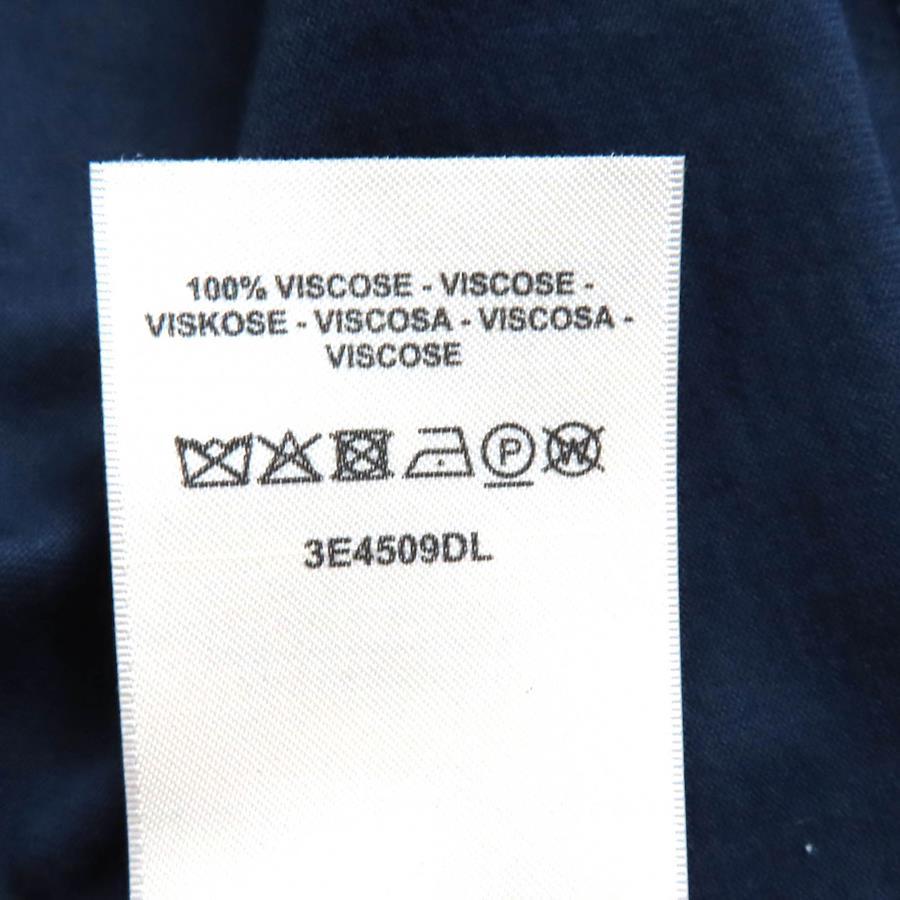 100% VISCOSE - VISCOSE -
VISKOSE - VISCOSA - VISCOSA -
VISCOSE
P W
3E4509DL